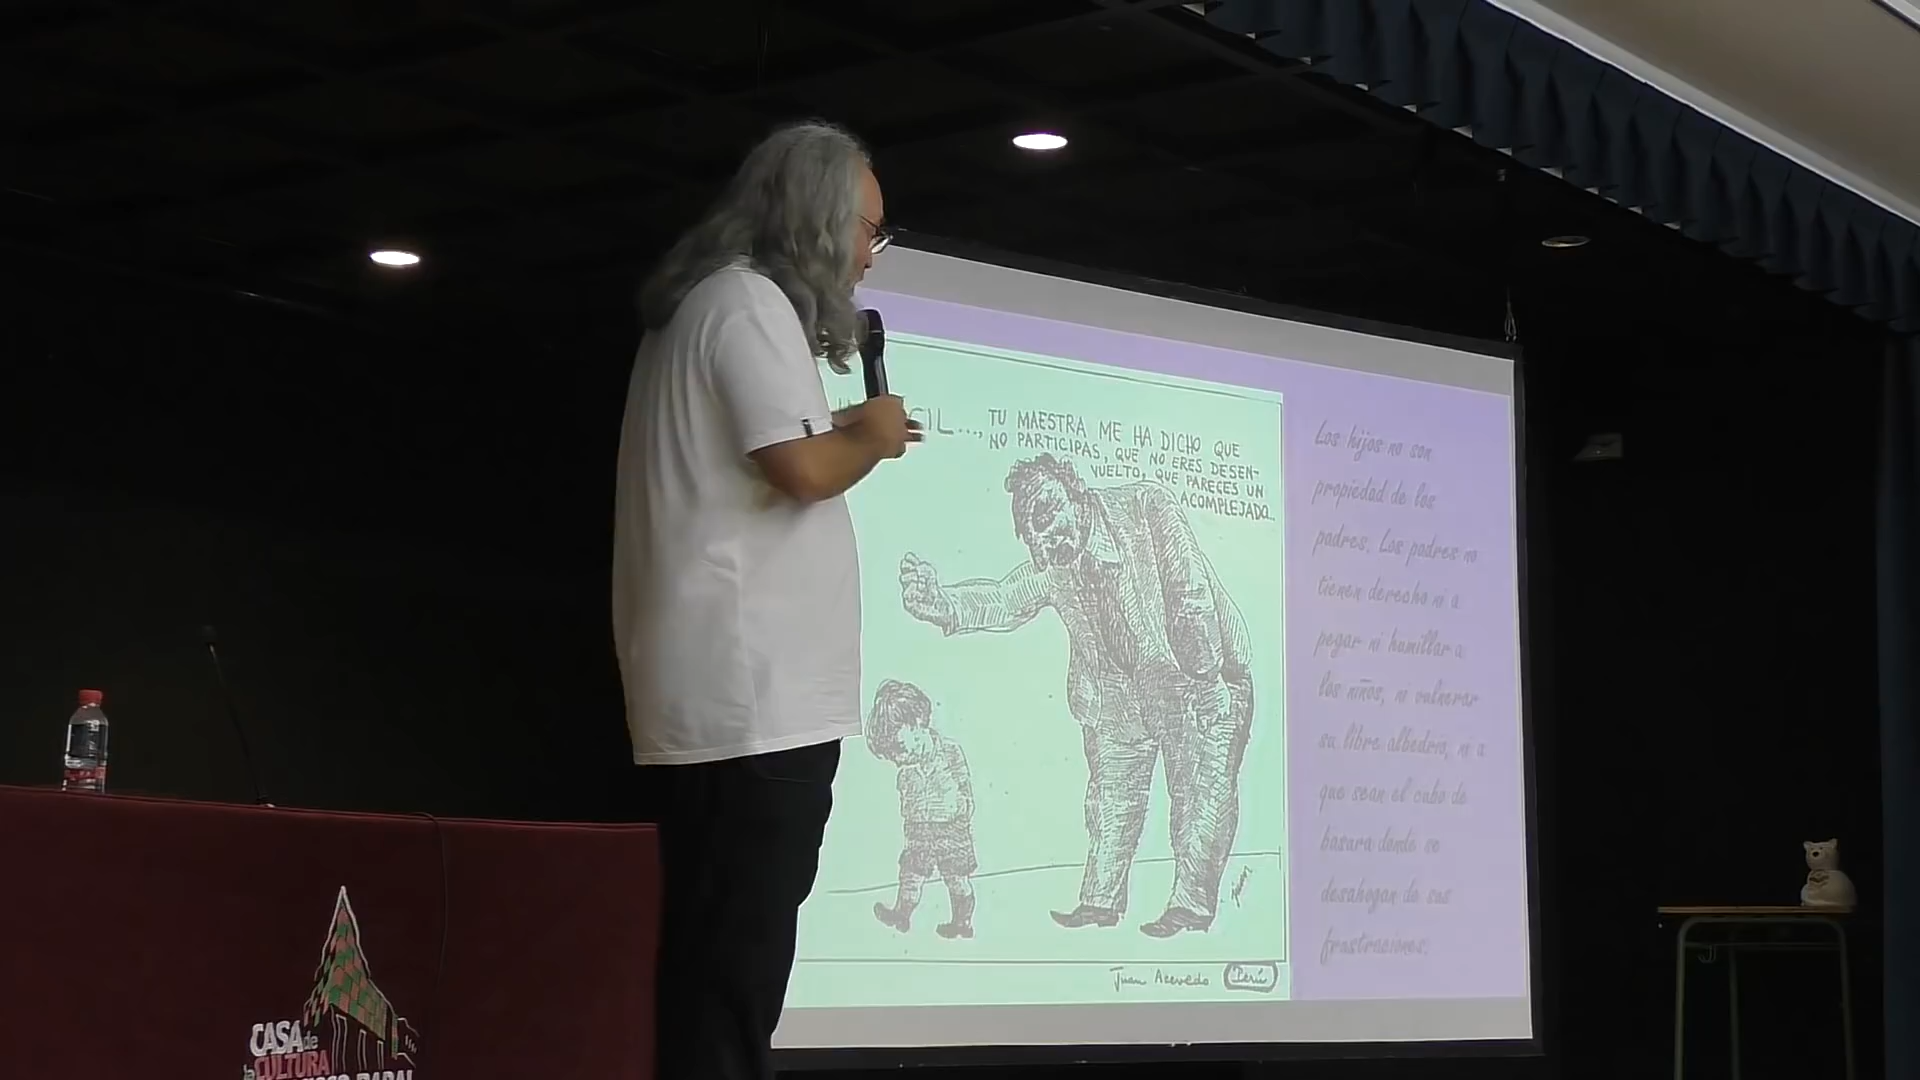 CIL..., TU MAESTRA ME HA DICHO QUE
NO PARTICIPAS, QUE NO ERES DESEN-
VUELTO, QUE PARECES UN
ACOMPLEJADO...
Juan Acevedo Perú
Los hijos no son
propiedad de los
padres. Los padres no
tienen derecho ni a
pegar ni humillar a
los niños, ni vulnerar
su libre albedrío, ni a
que sean el cubo de
basura donde se
desahogan de sus
frustraciones.
CASA de
la CULTURA